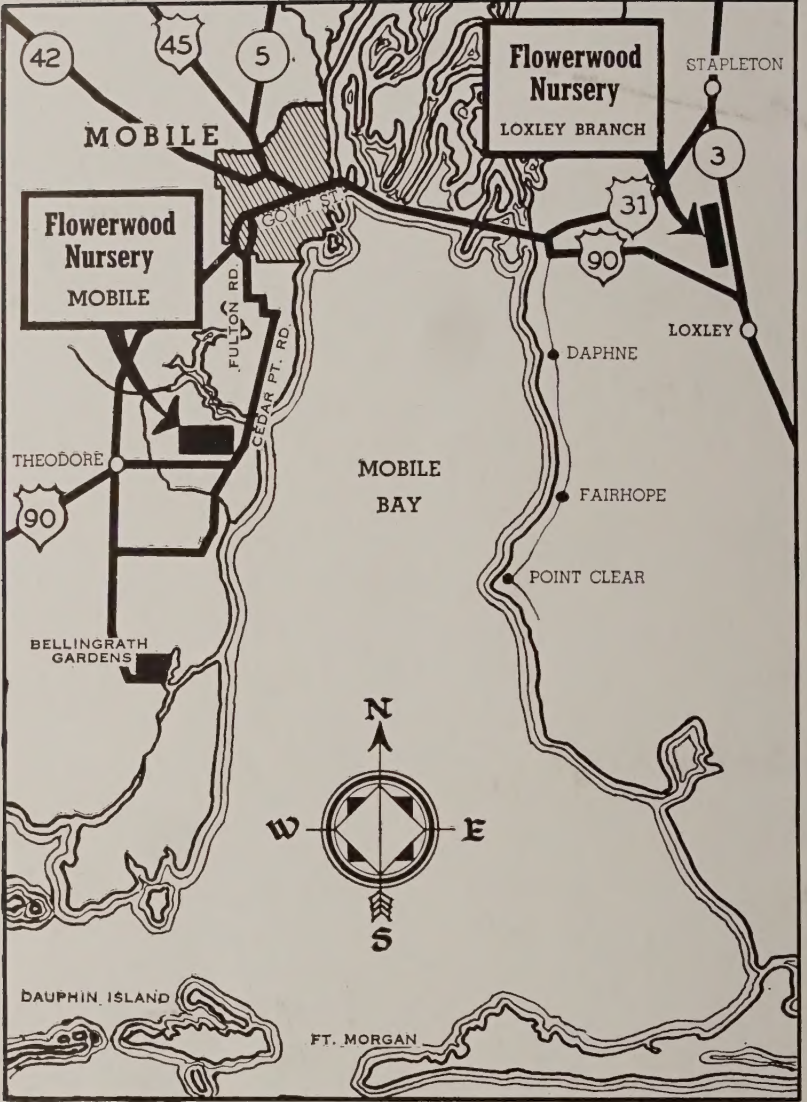 42
45
5
Flowerwood
Nursery
LOXLEY BRANCH
STAPLETON
MOBILE
3
GOV'T ST.
31
90
Flowerwood
Nursery
MOBILE
FULTON RD.
CEDAR PT. RD.
LOXLEY
DAPHNE
THEODORE
MOBILE
BAY
90
FAIRHOPE
POINT CLEAR
BELLINGRATH
GARDENS
N
W
E
S
DAUPHIN ISLAND
FT. MORGAN